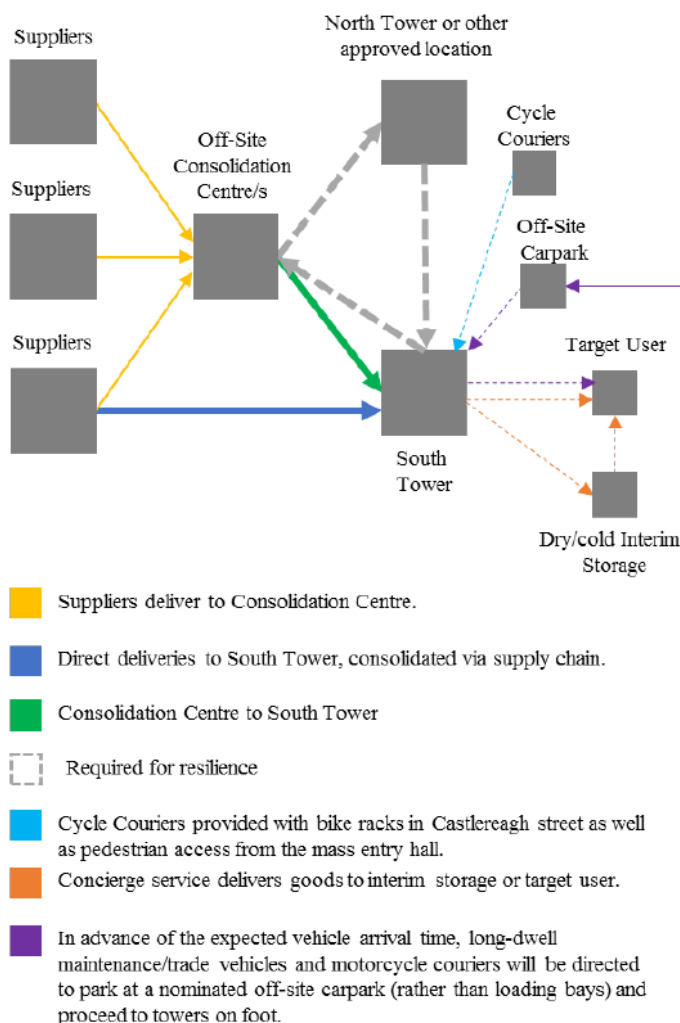 Suppliers
North Tower or other
approved location
Off-Site
Consolidation
Centre/s
Cycle
Couriers
Suppliers
Off-Site
Carpark
Suppliers
Target User
South
Tower
Dry/cold Interim
Storage
Suppliers deliver to Consolidation Centre.
Direct deliveries to South Tower, consolidated via supply chain.
Consolidation Centre to South Tower
Required for resilience
Cycle Couriers provided with bike racks in Castlereagh street as well
as pedestrian access from the mass entry hall.
Concierge service delivers goods to interim storage or target user.
In advance of the expected vehicle arrival time, long-dwell
maintenance/trade vehicles and motorcycle couriers will be directed
to park at a nominated off-site carpark (rather than loading bays) and
proceed to towers on foot.